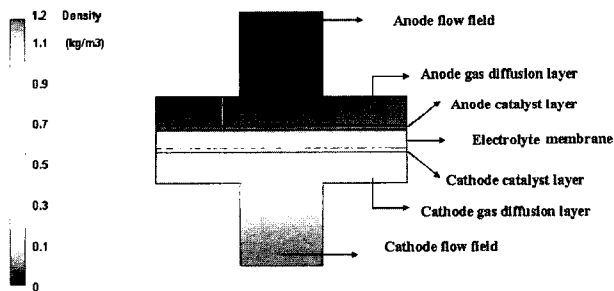 1.2 Density
1.1 (kg/m3)
0.9
0.7
0.5
0.3
0.1
0
Anode flow field
Anode gas diffusion layer
Anode catalyst layer
Electrolyte membrane
Cathode catalyst layer
Cathode gas diffusion layer
Cathode flow field